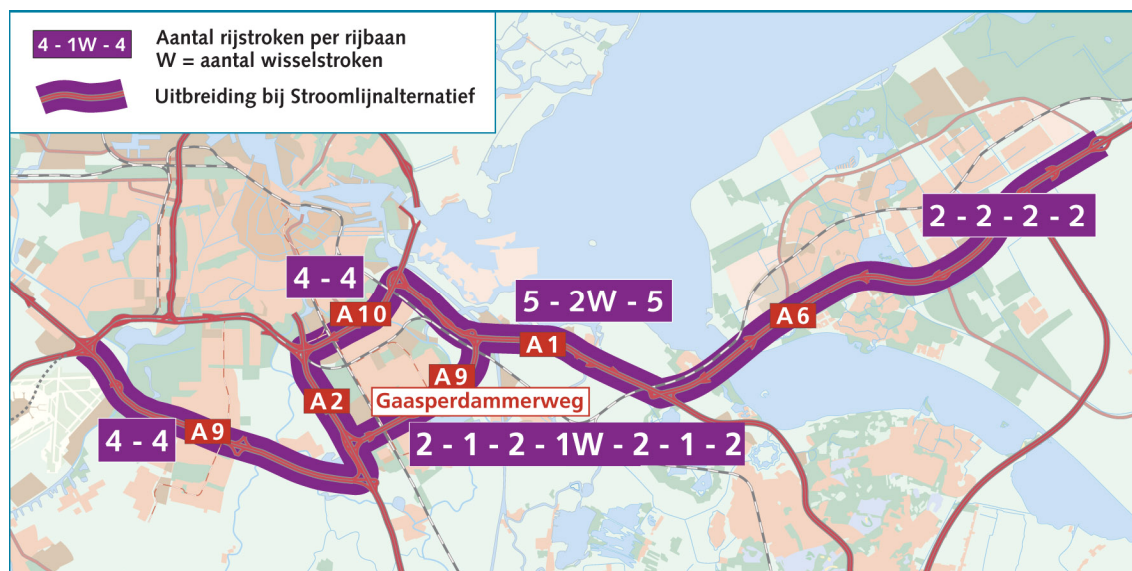 4 - 1W - 4
Aantal rijstroken per rijbaan
W = aantal wisselstroken
Uitbreiding bij Stroomlijnalternatief
2 - 2 - 2 - 2
4 - 4
5 - 2W - 5
A10
A6
A1
A9
A2
Gaasperdammerweg
A9
4 - 4
2 - 1 - 2 - 1W - 2 - 1 - 2